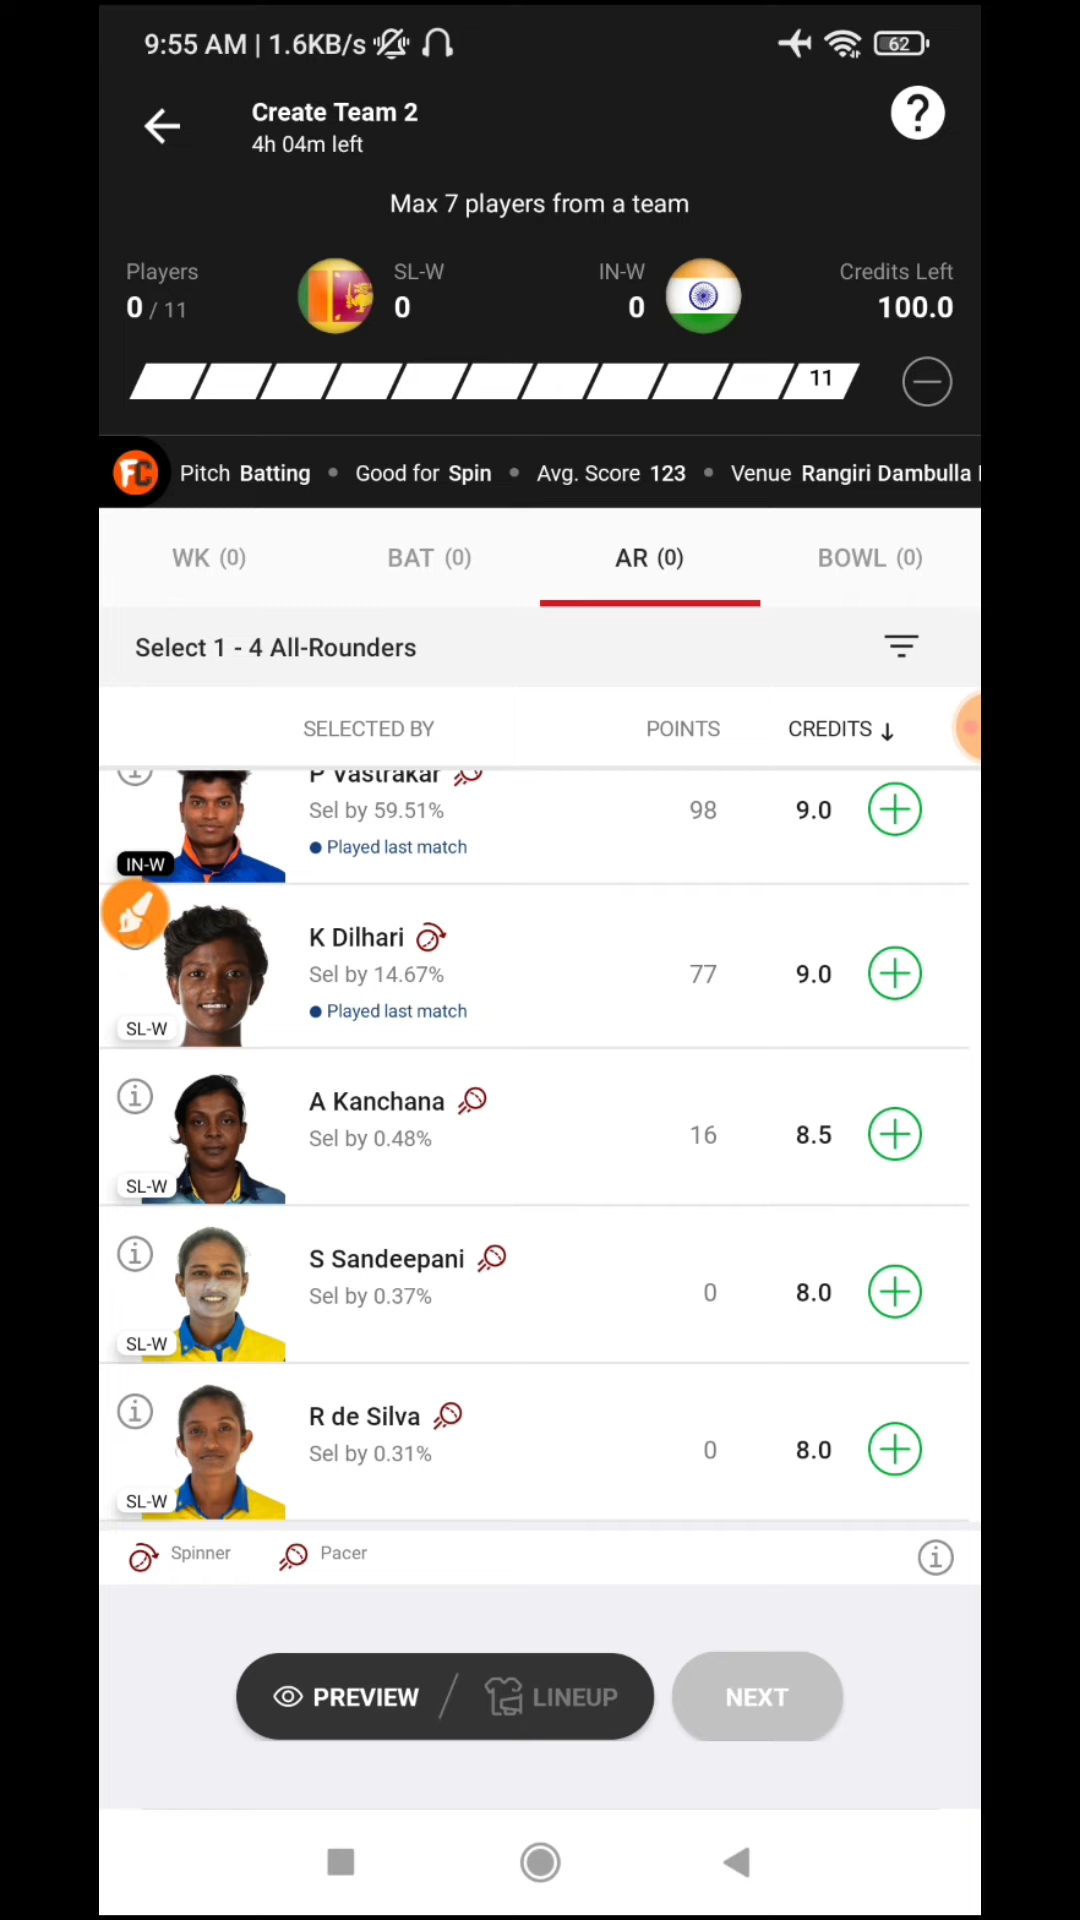 9:55 AM | 1.6KB/s 62
Create Team 2
4h 04m left
?
Max 7 players from a team
Players SL-W IN-W Credits Left
0 / 11 0 0 100.0
11
FC Pitch Batting • Good for Spin • Avg. Score 123 • Venue Rangiri Dambulla
WK (0) BAT (0) AR (0) BOWL (0)
Select 1 - 4 All-Rounders
SELECTED BY POINTS CREDITS ↓
P Vastrakar
Sel by 59.51% 98 9.0
Played last match
IN-W
K Dilhari
Sel by 14.67% 77 9.0
Played last match
SL-W
A Kanchana
Sel by 0.48% 16 8.5
SL-W
S Sandeepani
Sel by 0.37% 0 8.0
SL-W
R de Silva
Sel by 0.31% 0 8.0
SL-W
Spinner Pacer
PREVIEW / LINEUP NEXT